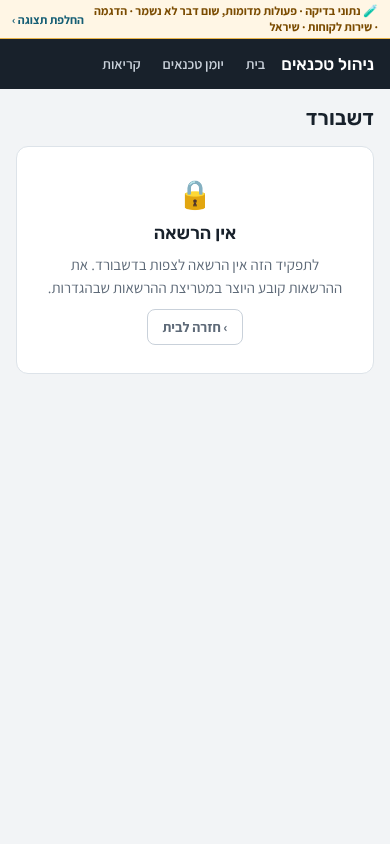 🧪 נתוני בדיקה · פעולות מדומות, שום דבר לא נשמר · הדגמה
· שירות לקוחות · שיראל
החלפת תצוגה ›
ניהול טכנאים
בית
יומן טכנאים
קריאות
דשבורד
אין הרשאה
לתפקיד הזה אין הרשאה לצפות בדשבורד. את
ההרשאות קובע היוצר במטריצת ההרשאות שבהגדרות.
› חזרה לבית